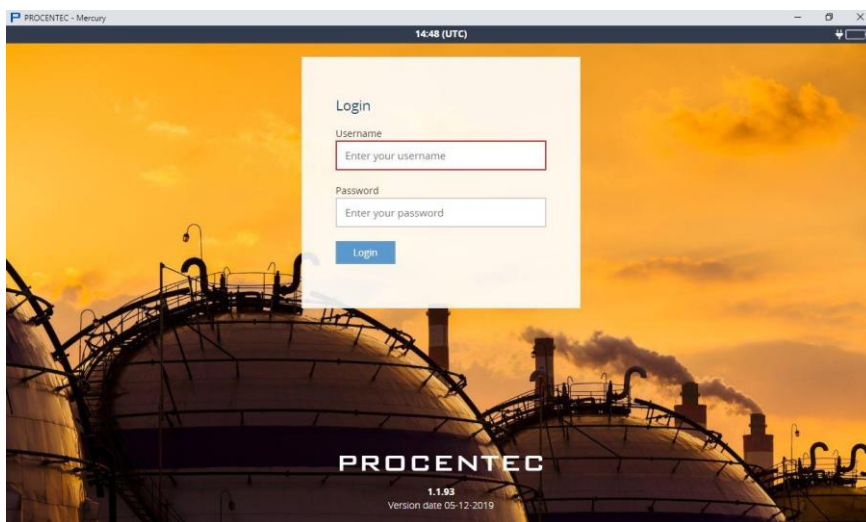 PROCENTEC - Mercury
14:48 (UTC)
Login
Username
Enter your username
Password
Enter your password
Login
PROCENTEC
1.1.93
Version date 05-12-2019